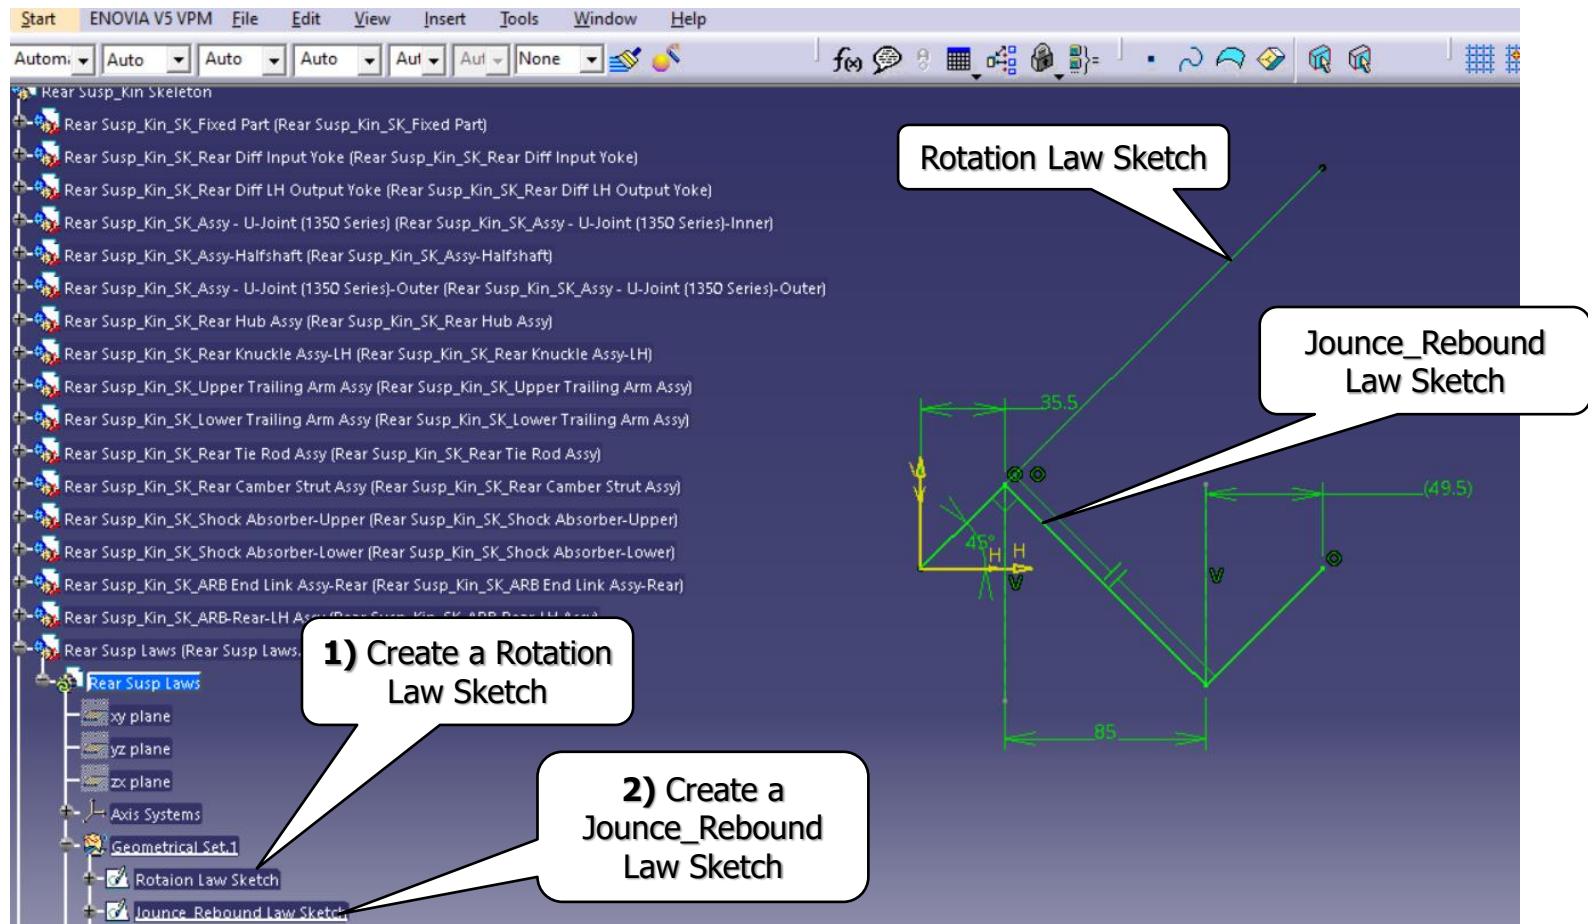 Start ENOVIA V5 VPM File Edit View Insert Tools Window Help
Automa Auto Auto Auto Aut Aut None
f(x)
Rear Susp_Kin Skeleton
Rear Susp_Kin_SK_Fixed Part (Rear Susp_Kin_SK_Fixed Part)
Rear Susp_Kin_SK_Rear Diff Input Yoke (Rear Susp_Kin_SK_Rear Diff Input Yoke)
Rear Susp_Kin_SK_Rear Diff LH Output Yoke (Rear Susp_Kin_SK_Rear Diff LH Output Yoke)
Rear Susp_Kin_SK_Assy - U-Joint (1350 Series) (Rear Susp_Kin_SK_Assy - U-Joint (1350 Series)-Inner)
Rear Susp_Kin_SK_Assy-Halfshaft (Rear Susp_Kin_SK_Assy-Halfshaft)
Rear Susp_Kin_SK_Assy - U-Joint (1350 Series)-Outer (Rear Susp_Kin_SK_Assy - U-Joint (1350 Series)-Outer)
Rear Susp_Kin_SK_Rear Hub Assy (Rear Susp_Kin_SK_Rear Hub Assy)
Rear Susp_Kin_SK_Rear Knuckle Assy-LH (Rear Susp_Kin_SK_Rear Knuckle Assy-LH)
Rear Susp_Kin_SK_Upper Trailing Arm Assy (Rear Susp_Kin_SK_Upper Trailing Arm Assy)
Rear Susp_Kin_SK_Lower Trailing Arm Assy (Rear Susp_Kin_SK_Lower Trailing Arm Assy)
Rear Susp_Kin_SK_Rear Tie Rod Assy (Rear Susp_Kin_SK_Rear Tie Rod Assy)
Rear Susp_Kin_SK_Rear Camber Strut Assy (Rear Susp_Kin_SK_Rear Camber Strut Assy)
Rear Susp_Kin_SK_Shock Absorber-Upper (Rear Susp_Kin_SK_Shock Absorber-Upper)
Rear Susp_Kin_SK_Shock Absorber-Lower (Rear Susp_Kin_SK_Shock Absorber-Lower)
Rear Susp_Kin_SK_ARB End Link Assy-Rear (Rear Susp_Kin_SK_ARB End Link Assy-Rear)
Rear Susp_Kin_SK_ARB-Rear-LH Assy (Rear Susp_Kin_SK_ARB-Rear-LH Assy)
Rear Susp Laws (Rear Susp Laws.
Rear Susp Laws
xy plane
yz plane
zx plane
Axis Systems
Geometrical Set.1
Rotaion Law Sketch
Jounce_Rebound Law Sketch
1) Create a Rotation
Law Sketch
2) Create a
Jounce_Rebound
Law Sketch
Rotation Law Sketch
Jounce_Rebound
Law Sketch
35.5
(49.5)
V
45°
H H
V
V
85